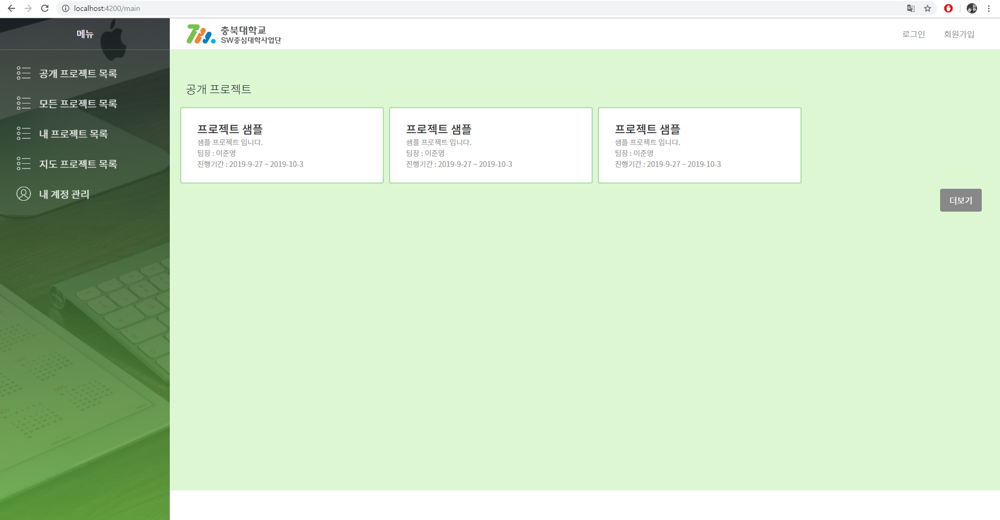 localhost:4200/main
메뉴
공개 프로젝트 목록
모든 프로젝트 목록
내 프로젝트 목록
지도 프로젝트 목록
내 계정 관리
충북대학교
SW중심대학사업단
로그인
회원가입
공개 프로젝트
프로젝트 샘플
샘플 프로젝트 입니다.
팀장 : 이준영
진행기간 : 2019-9-27 ~ 2019-10-3
프로젝트 샘플
샘플 프로젝트 입니다.
팀장 : 이준영
진행기간 : 2019-9-27 ~ 2019-10-3
프로젝트 샘플
샘플 프로젝트 입니다.
팀장 : 이준영
진행기간 : 2019-9-27 ~ 2019-10-3
더보기